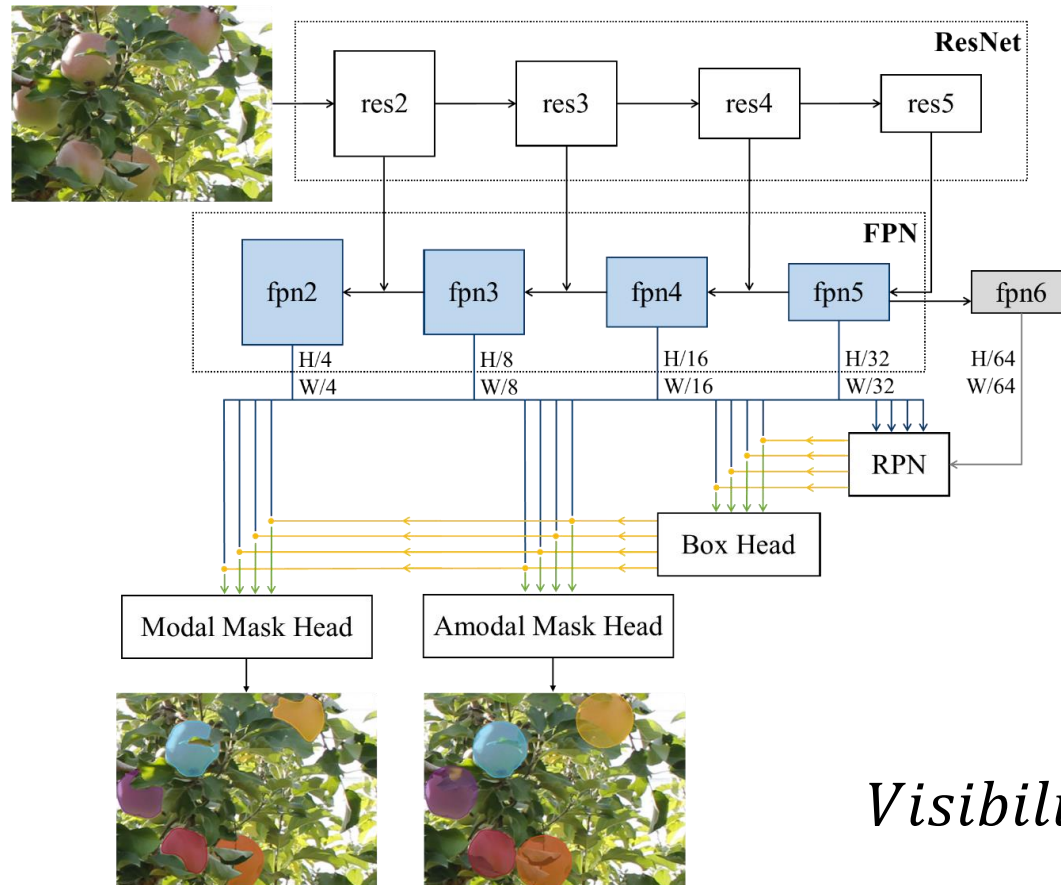 ResNet
res2
res3
res4
res5
FPN
fpn2
fpn3
fpn4
fpn5
fpn6
H/4
W/4
H/8
W/8
H/16
W/16
H/32
W/32
H/64
W/64
RPN
Box Head
Modal Mask Head
Amodal Mask Head